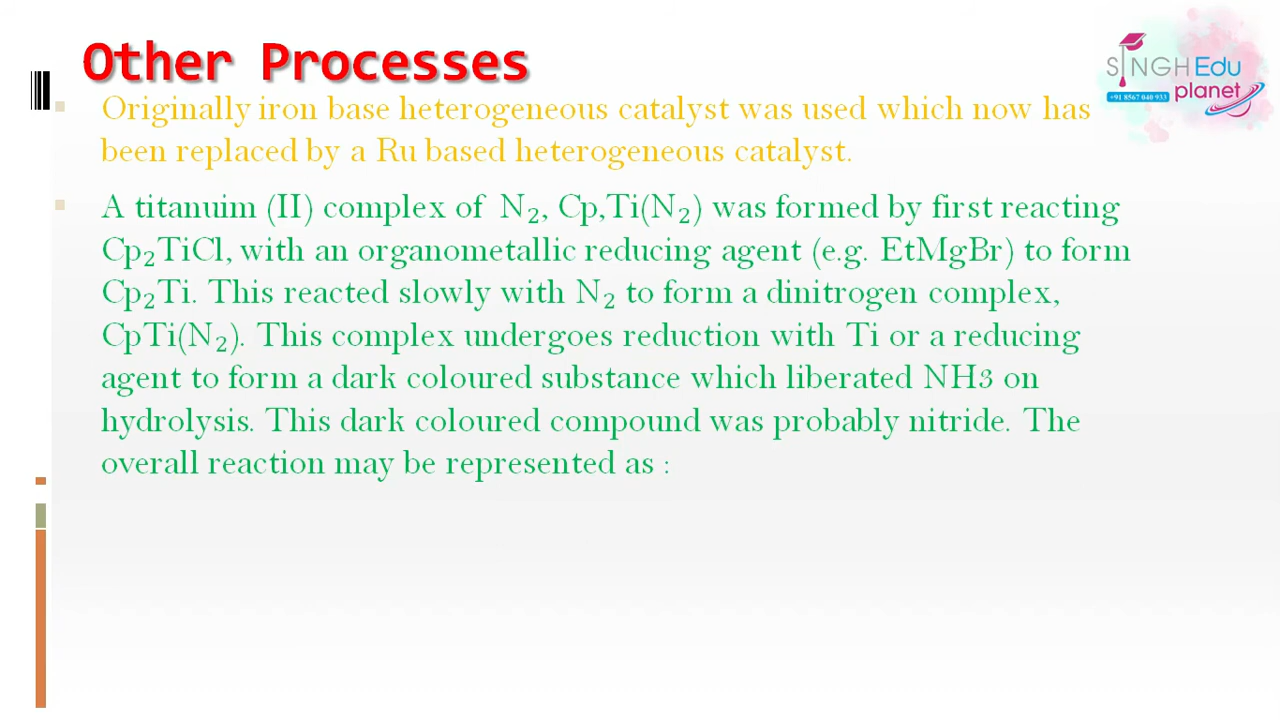 Other Processes
SINGH Edu
planet
+91 8567 040 933
Originally iron base heterogeneous catalyst was used which now has
been replaced by a Ru based heterogeneous catalyst.
A titanuim (II) complex of N₂, Cp,Ti(N₂) was formed by first reacting
Cp₂TiCl, with an organometallic reducing agent (e.g. EtMgBr) to form
Cp₂Ti. This reacted slowly with N₂ to form a dinitrogen complex,
CpTi(N₂). This complex undergoes reduction with Ti or a reducing
agent to form a dark coloured substance which liberated NH3 on
hydrolysis. This dark coloured compound was probably nitride. The
overall reaction may be represented as :